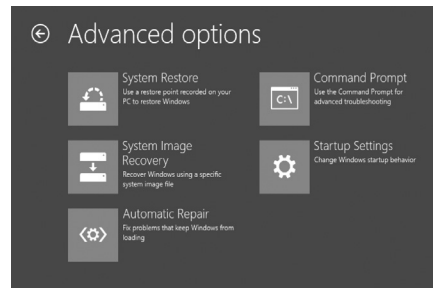 Advanced options
System Restore
Use a restore point recorded on your
PC to restore Windows
Command Prompt
Use the Command Prompt for
advanced troubleshooting
C:\
System Image
Recovery
Recover Windows using a specific
system image file
Startup Settings
Change Windows startup behavior
Automatic Repair
Fix problems that keep Windows from
loading